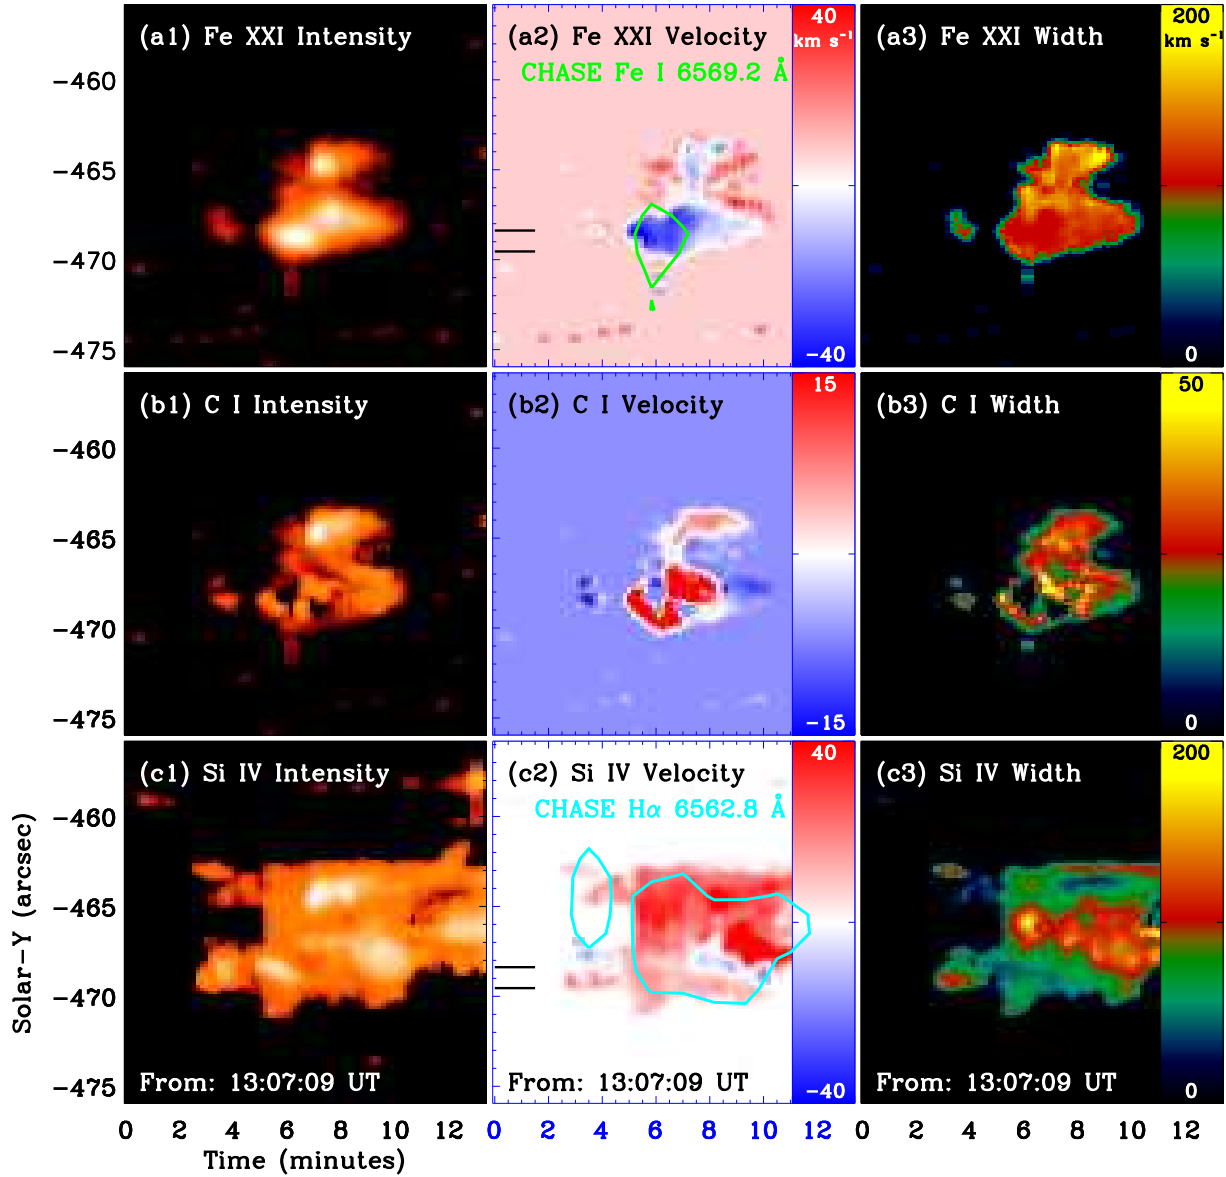 (a1) Fe XXI Intensity
(a2) Fe XXI Velocity
CHASE Fe I 6569.2 Å
40
km s⁻¹
−40
(a3) Fe XXI Width
200
km s⁻¹
0
−460
−465
−470
−475
(b1) C I Intensity
(b2) C I Velocity
15
−15
(b3) C I Width
50
0
−460
−465
−470
−475
(c1) Si IV Intensity
From: 13:07:09 UT
(c2) Si IV Velocity
CHASE Hα 6562.8 Å
From: 13:07:09 UT
40
−40
(c3) Si IV Width
From: 13:07:09 UT
200
0
−460
−465
−470
−475
Solar−Y (arcsec)
0 2 4 6 8 10 12
0 2 4 6 8 10 12
0 2 4 6 8 10 12
Time (minutes)